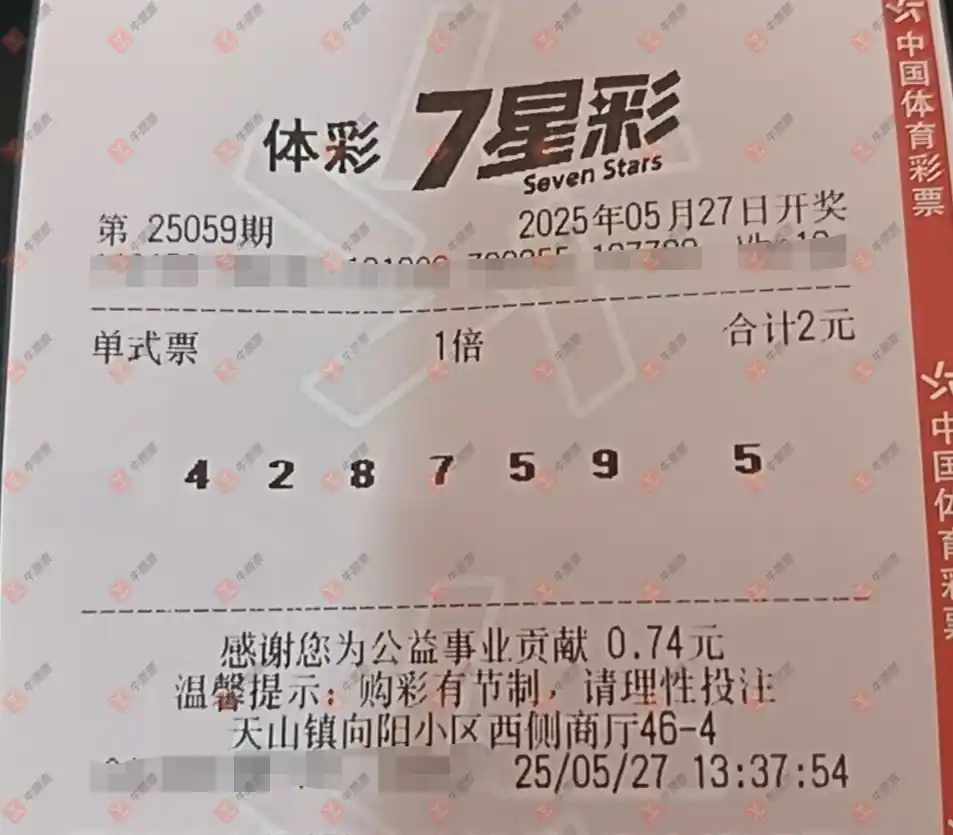 体彩 7星彩
Seven Stars
第 25059期 2025年05月27日开奖
单式票 1倍 合计2元
4 2 8 7 5 9 5
感谢您为公益事业贡献 0.74元
温馨提示：购彩有节制，请理性投注
天山镇向阳小区西侧商厅46-4
25/05/27 13:37:54
中国体育彩票
中国体育彩票